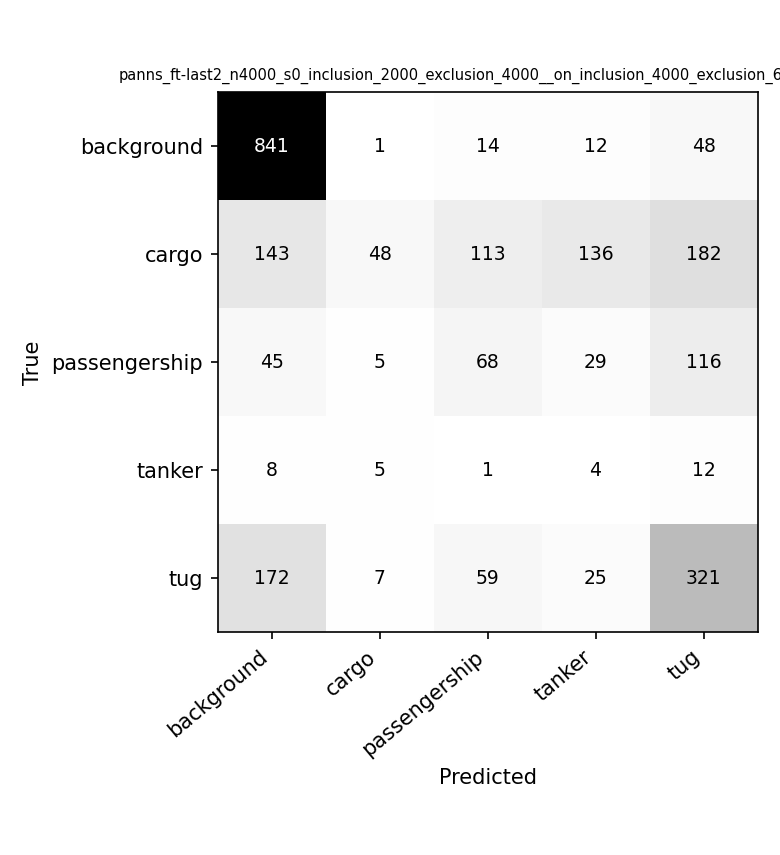 panns_ft-last2_n4000_s0_inclusion_2000_exclusion_4000__on_inclusion_4000_exclusion_6
background 841 1 14 12 48
cargo 143 48 113 136 182
True
passengership 45 5 68 29 116
tanker 8 5 1 4 12
tug 172 7 59 25 321
background cargo passengership tanker tug
Predicted